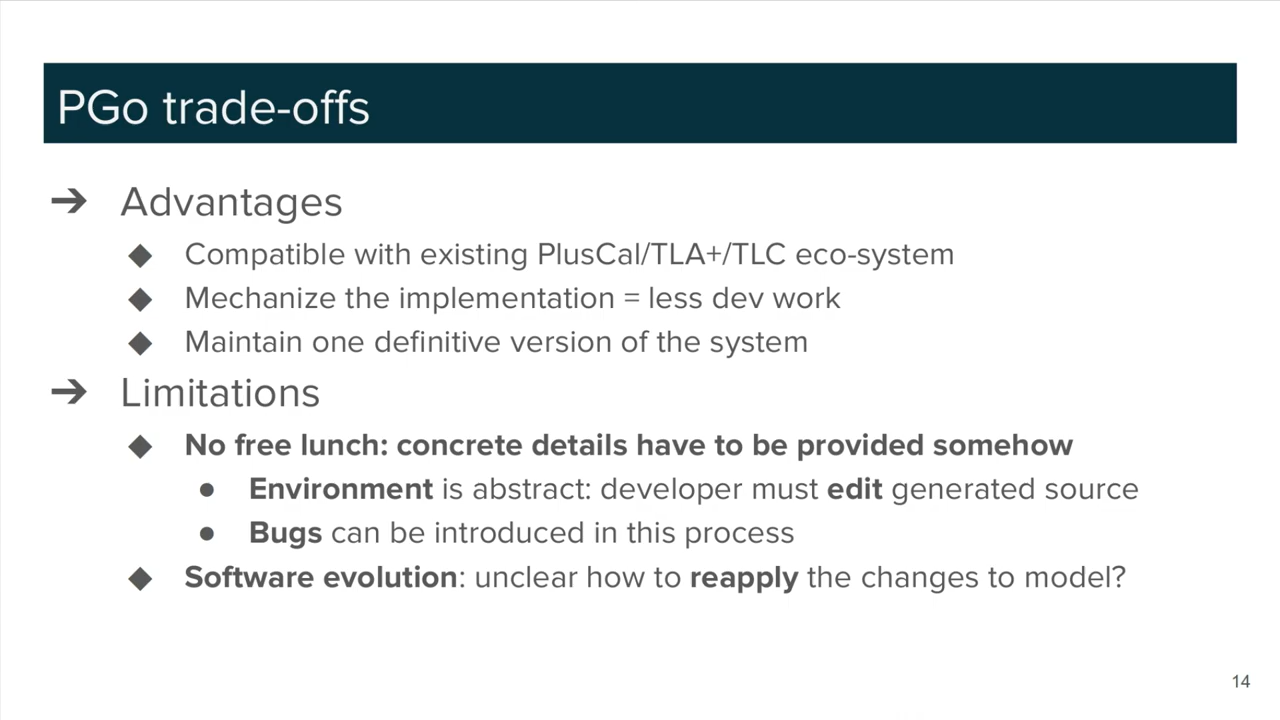 PGo trade-offs
➔ Advantages
◆ Compatible with existing PlusCal/TLA+/TLC eco-system
◆ Mechanize the implementation = less dev work
◆ Maintain one definitive version of the system
➔ Limitations
◆ No free lunch: concrete details have to be provided somehow
● Environment is abstract: developer must edit generated source
● Bugs can be introduced in this process
◆ Software evolution: unclear how to reapply the changes to model?
14